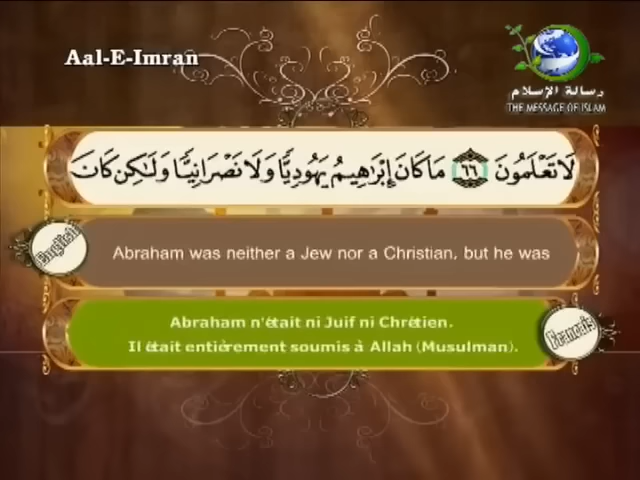 Aal-E-Imran
رسالة الإسلام
THE MESSAGE OF ISLAM
لَا تَعْلَمُونَ ٦٦ مَا كَانَ إِبْرَٰهِيمُ يَهُودِيًّا وَلَا نَصْرَانِيًّا وَلَٰكِن كَانَ
English
Abraham was neither a Jew nor a Christian, but he was
Abraham n'était ni Juif ni Chrétien.
Il était entièrement soumis à Allah (Musulman).
Français